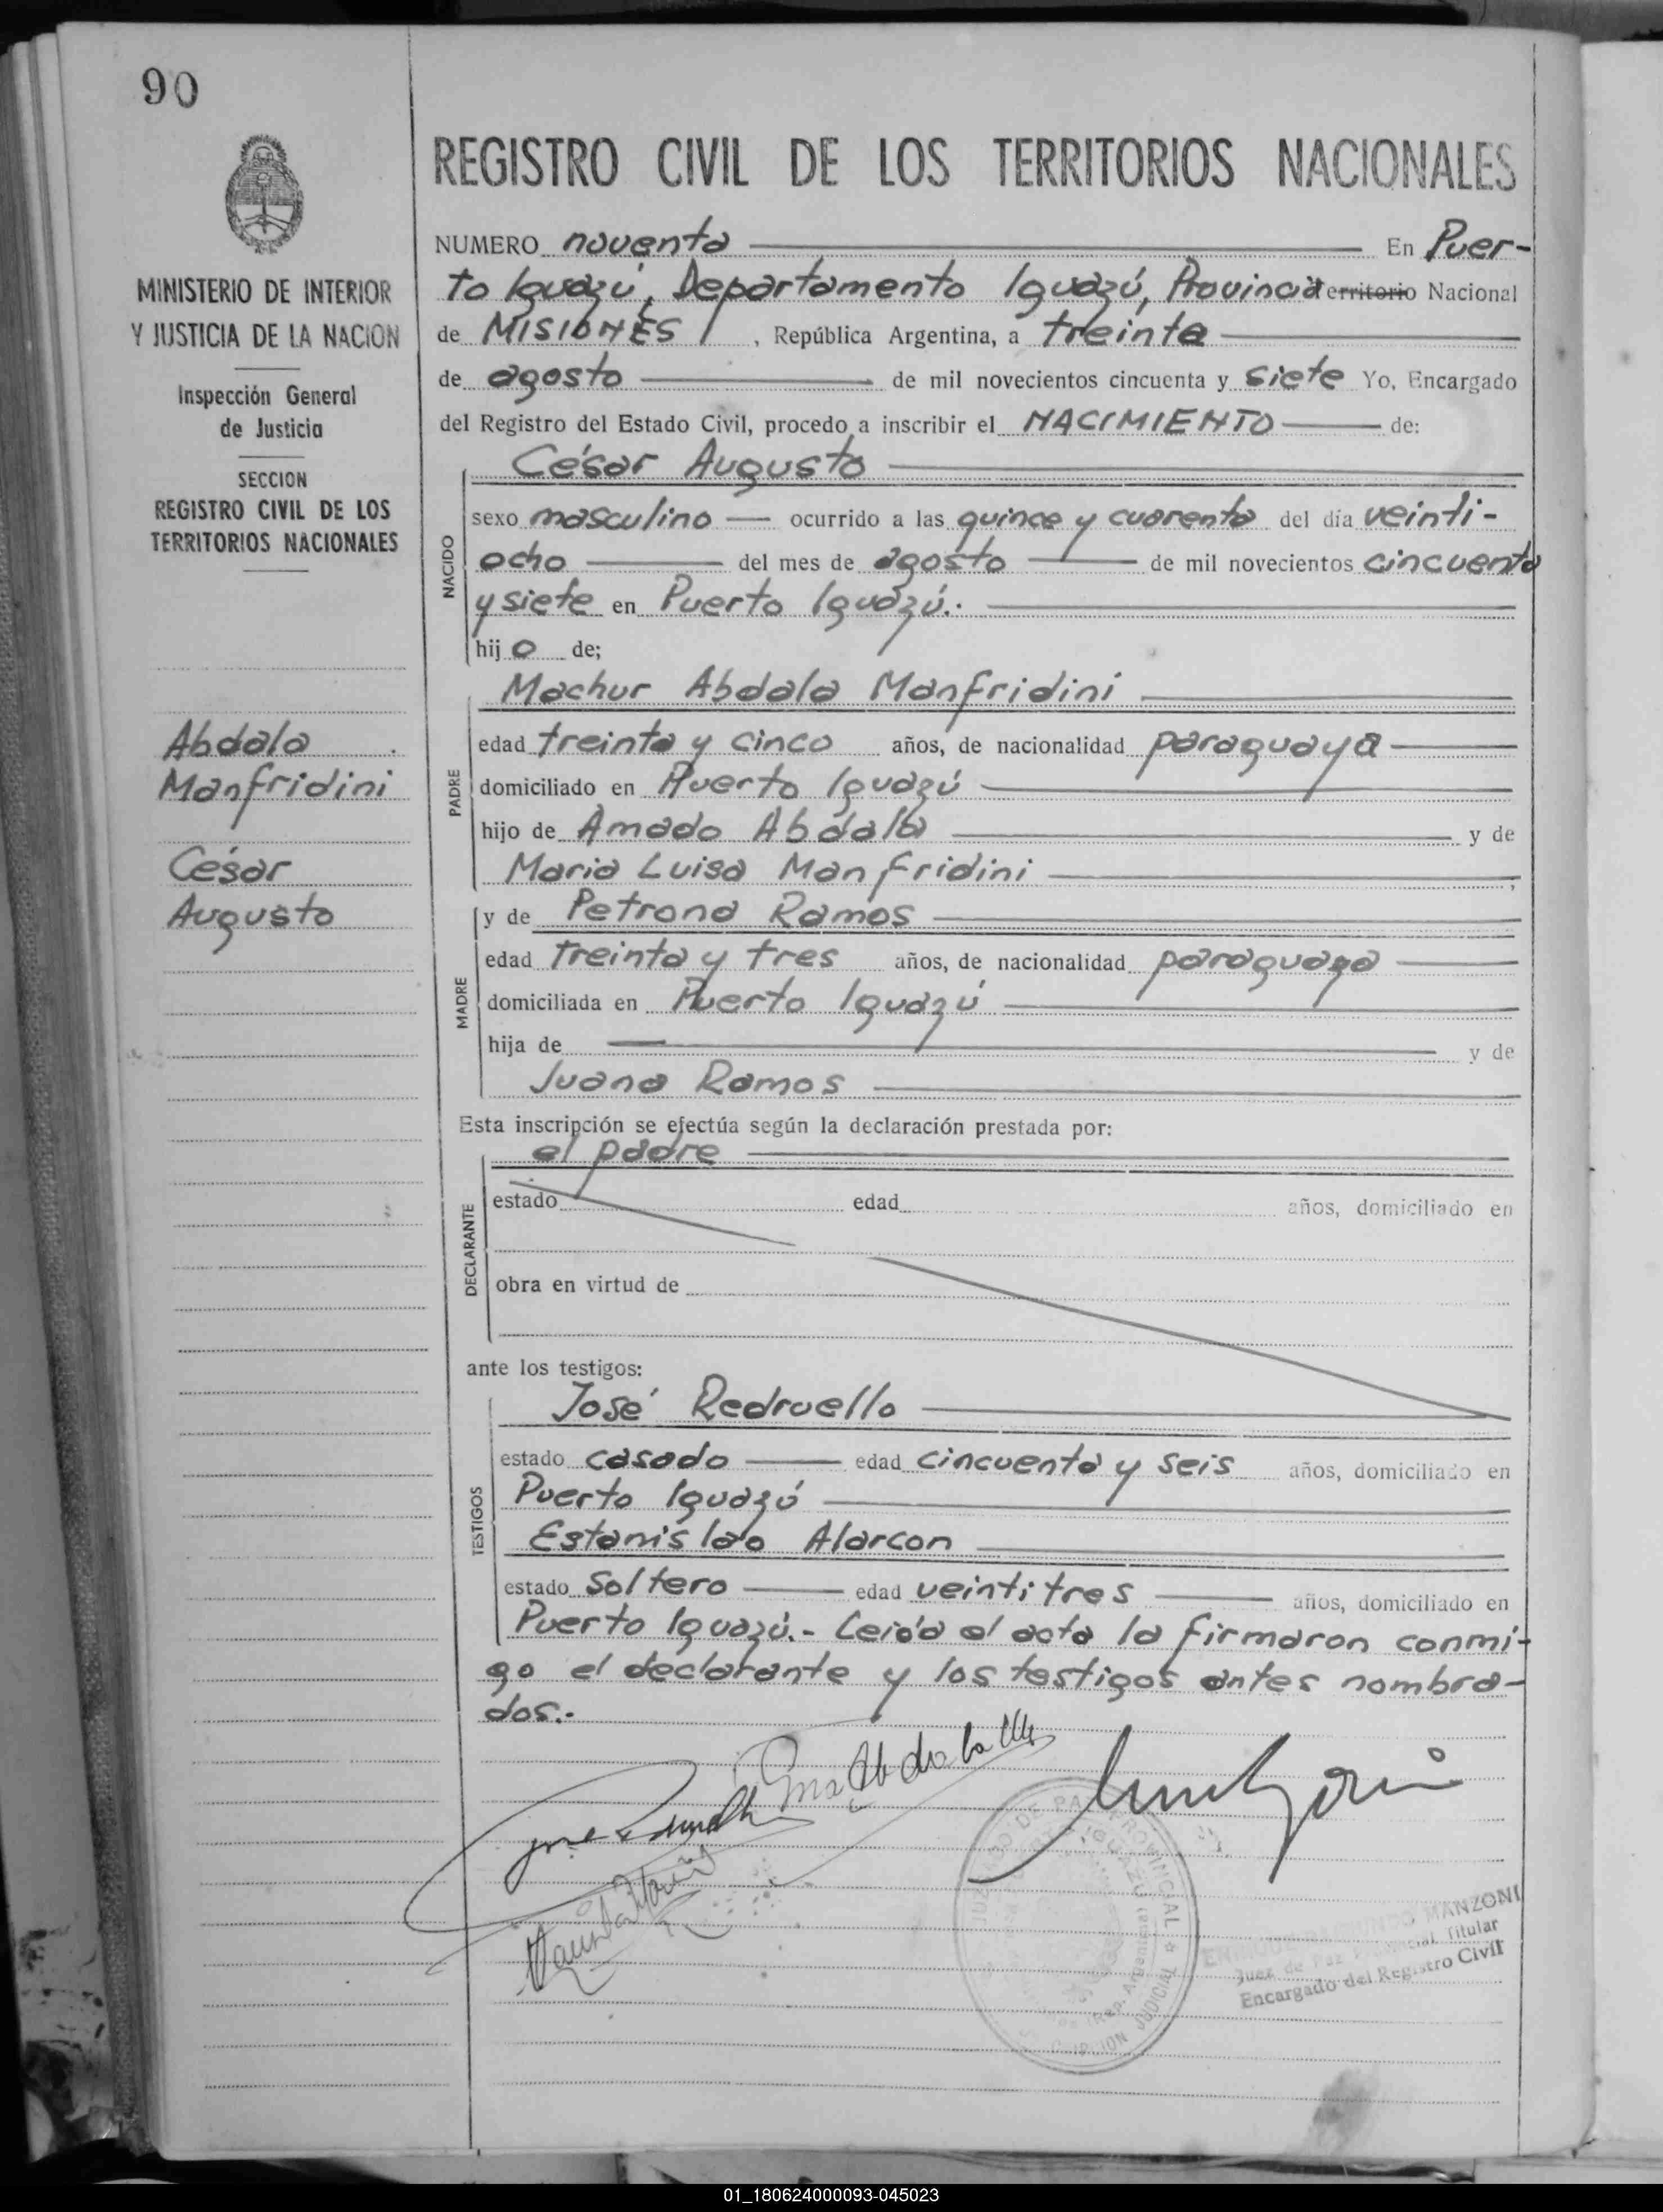 90
REGISTRO CIVIL DE LOS TERRITORIOS NACIONALES
MINISTERIO DE INTERIOR
Y JUSTICIA DE LA NACION
Inspección General
de Justicia
SECCION
REGISTRO CIVIL DE LOS
TERRITORIOS NACIONALES
Abdala
Manfridini
César
Augusto
NUMERO noventa En Puer-
to Iguazú, Departamento Iguazú, Provincia Territorio Nacional
de MISIONES, República Argentina, a treinta
de agosto de mil novecientos cincuenta y siete Yo, Encargado
del Registro del Estado Civil, procedo a inscribir el NACIMIENTO de:
NACIDO
César Augusto
sexo masculino ocurrido a las quince y cuarenta del día veinti-
ocho del mes de agosto de mil novecientos cincuenta
y siete en Puerto Iguazú.
hijo de;
PADRE
Machur Abdala Manfridini
edad treinta y cinco años, de nacionalidad paraguaya
domiciliado en Puerto Iguazú
hijo de Amado Abdala y de
Maria Luisa Manfridini
MADRE
y de Petrona Ramos
edad treinta y tres años, de nacionalidad paraguaya
domiciliada en Puerto Iguazú
hija de y de
Juana Ramos
Esta inscripción se efectúa según la declaración prestada por:
DECLARANTE
el padre
estado edad años, domiciliado en
obra en virtud de
ante los testigos:
TESTIGOS
José Redruello
estado casado edad cincuenta y seis años, domiciliado en
Puerto Iguazú
Estanislao Alarcon
estado Soltero edad veintitres años, domiciliado en
Puerto Iguazú.- Leída el acta la firmaron conmi-
go el declarante y los testigos antes nombra-
dos.-
JUZGADO DE PAZ PROVINCIAL
IGUAZU
JUDICIAL
MANZONI
Juez de Paz Provincial Titular
Encargado del Registro Civil
01_180624000093-045023